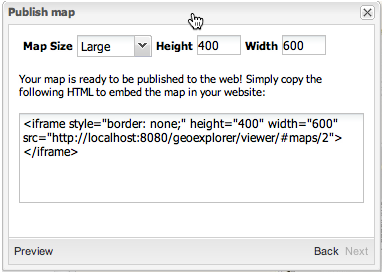 Publish map
Map Size Large Height 400 Width 600
Your map is ready to be published to the web! Simply copy the
following HTML to embed the map in your website:
<iframe style="border: none;" height="400" width="600"
src="http://localhost:8080/geoexplorer/viewer/#maps/2">
</iframe>
Preview Back Next